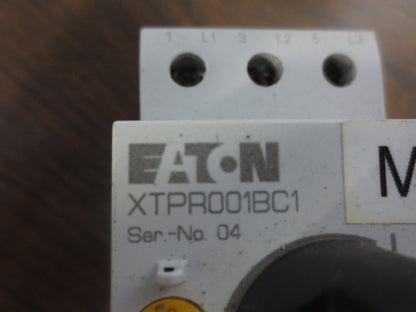 1 L1 3 L2 5 L3
EATON
XTPR001BC1
Ser.-No. 04
M